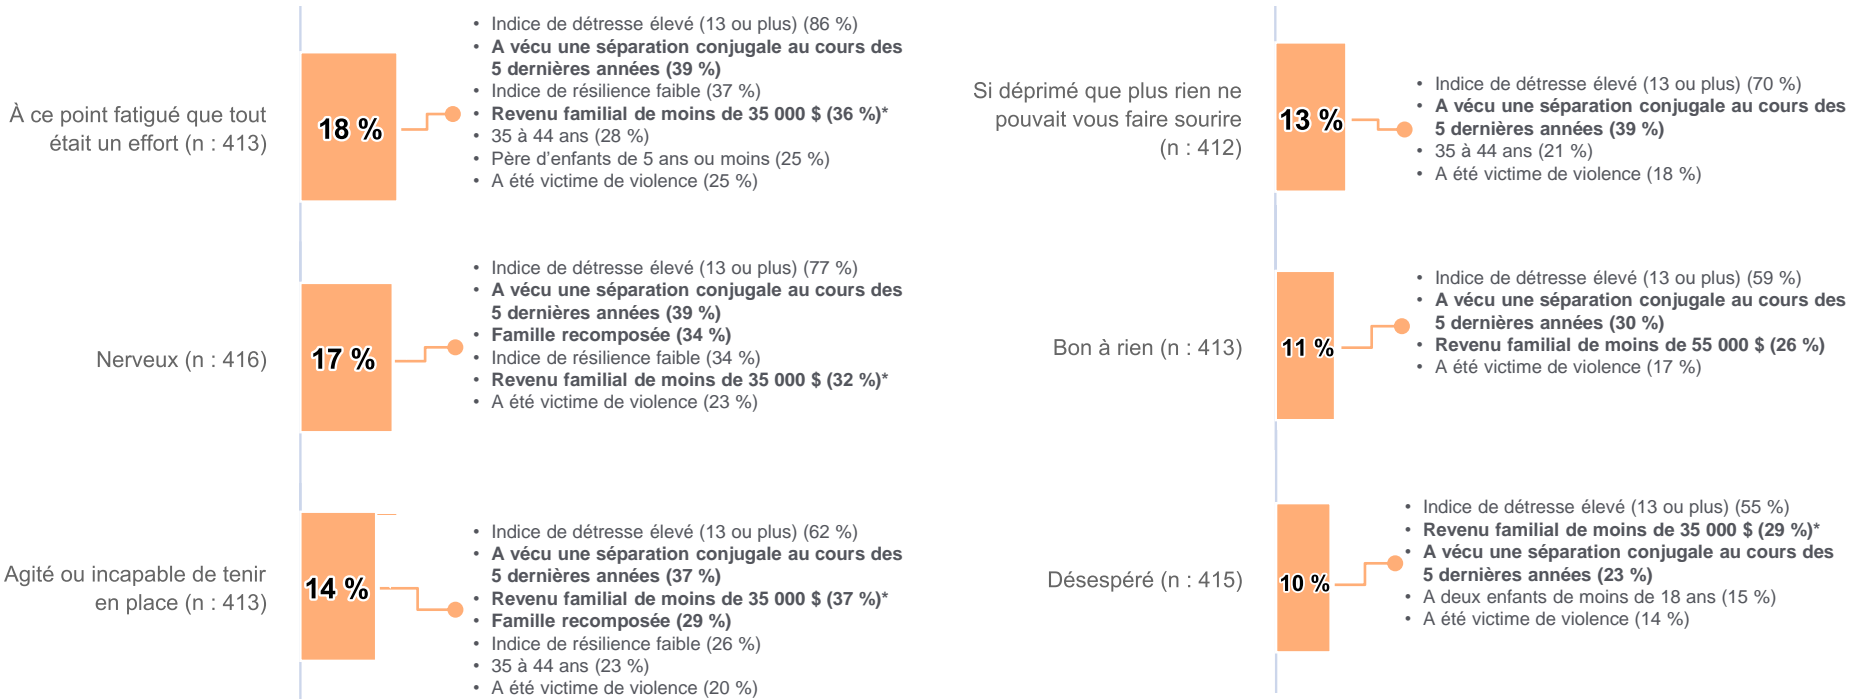 À ce point fatigué que tout
était un effort (n : 413)
18 %
• Indice de détresse élevé (13 ou plus) (86 %)
• A vécu une séparation conjugale au cours des
5 dernières années (39 %)
• Indice de résilience faible (37 %)
• Revenu familial de moins de 35 000 $ (36 %)*
• 35 à 44 ans (28 %)
• Père d’enfants de 5 ans ou moins (25 %)
• A été victime de violence (25 %)
Nerveux (n : 416)
17 %
• Indice de détresse élevé (13 ou plus) (77 %)
• A vécu une séparation conjugale au cours des
5 dernières années (39 %)
• Famille recomposée (34 %)
• Indice de résilience faible (34 %)
• Revenu familial de moins de 35 000 $ (32 %)*
• A été victime de violence (23 %)
Agité ou incapable de tenir
en place (n : 413)
14 %
• Indice de détresse élevé (13 ou plus) (62 %)
• A vécu une séparation conjugale au cours des
5 dernières années (37 %)
• Revenu familial de moins de 35 000 $ (37 %)*
• Famille recomposée (29 %)
• Indice de résilience faible (26 %)
• 35 à 44 ans (23 %)
• A été victime de violence (20 %)
Si déprimé que plus rien ne
pouvait vous faire sourire
(n : 412)
13 %
• Indice de détresse élevé (13 ou plus) (70 %)
• A vécu une séparation conjugale au cours des
5 dernières années (39 %)
• 35 à 44 ans (21 %)
• A été victime de violence (18 %)
Bon à rien (n : 413)
11 %
• Indice de détresse élevé (13 ou plus) (59 %)
• A vécu une séparation conjugale au cours des
5 dernières années (30 %)
• Revenu familial de moins de 55 000 $ (26 %)
• A été victime de violence (17 %)
Désespéré (n : 415)
10 %
• Indice de détresse élevé (13 ou plus) (55 %)
• Revenu familial de moins de 35 000 $ (29 %)*
• A vécu une séparation conjugale au cours des
5 dernières années (23 %)
• A deux enfants de moins de 18 ans (15 %)
• A été victime de violence (14 %)